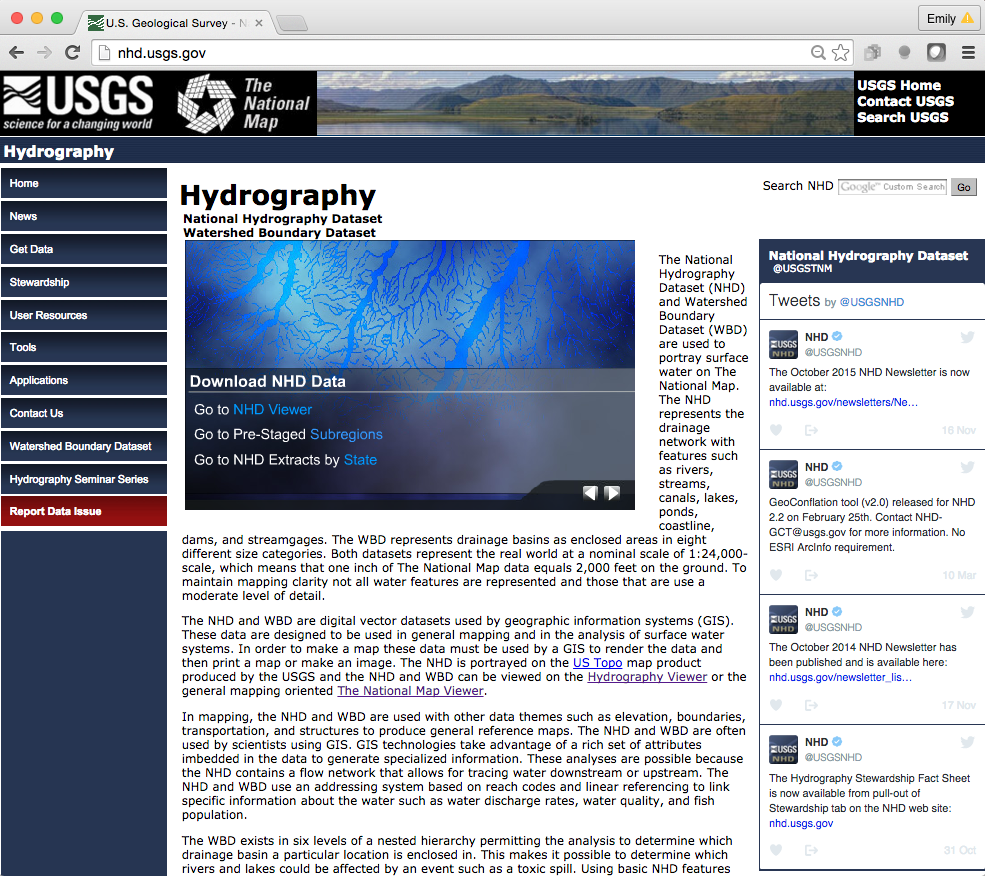 U.S. Geological Survey - N
Emily
nhd.usgs.gov
USGS
science for a changing world
The
National
Map
USGS Home
Contact USGS
Search USGS
Hydrography
Home
News
Get Data
Stewardship
User Resources
Tools
Applications
Contact Us
Watershed Boundary Dataset
Hydrography Seminar Series
Report Data Issue
Hydrography
National Hydrography Dataset
Watershed Boundary Dataset
Search NHD
Google™ Custom Search
Go
Download NHD Data
Go to NHD Viewer
Go to Pre-Staged Subregions
Go to NHD Extracts by State
The National
Hydrography
Dataset (NHD)
and Watershed
Boundary
Dataset (WBD)
are used to
portray surface
water on The
National Map.
The NHD
represents the
drainage
network with
features such
as rivers,
streams,
canals, lakes,
ponds,
coastline,
dams, and streamgages. The WBD represents drainage basins as enclosed areas in eight
different size categories. Both datasets represent the real world at a nominal scale of 1:24,000-
scale, which means that one inch of The National Map data equals 2,000 feet on the ground. To
maintain mapping clarity not all water features are represented and those that are use a
moderate level of detail.
The NHD and WBD are digital vector datasets used by geographic information systems (GIS).
These data are designed to be used in general mapping and in the analysis of surface water
systems. In order to make a map these data must be used by a GIS to render the data and
then print a map or make an image. The NHD is portrayed on the US Topo map product
produced by the USGS and the NHD and WBD can be viewed on the Hydrography Viewer or the
general mapping oriented The National Map Viewer.
In mapping, the NHD and WBD are used with other data themes such as elevation, boundaries,
transportation, and structures to produce general reference maps. The NHD and WBD are often
used by scientists using GIS. GIS technologies take advantage of a rich set of attributes
imbedded in the data to generate specialized information. These analyses are possible because
the NHD contains a flow network that allows for tracing water downstream or upstream. The
NHD and WBD use an addressing system based on reach codes and linear referencing to link
specific information about the water such as water discharge rates, water quality, and fish
population.
The WBD exists in six levels of a nested hierarchy permitting the analysis to determine which
drainage basin a particular location is enclosed in. This makes it possible to determine which
rivers and lakes could be affected by an event such as a toxic spill. Using basic NHD features
National Hydrography Dataset
@USGSTNM
Tweets by @USGSNHD
USGS
NHD
NHD
@USGSNHD
The October 2015 NHD Newsletter is now
available at:
nhd.usgs.gov/newsletters/Ne…
16 Nov
USGS
NHD
NHD
@USGSNHD
GeoConflation tool (v2.0) released for NHD
2.2 on February 25th. Contact NHD-
GCT@usgs.gov for more information. No
ESRI ArcInfo requirement.
10 Mar
USGS
NHD
NHD
@USGSNHD
The October 2014 NHD Newsletter has
been published and is available here:
nhd.usgs.gov/newsletter_lis…
17 Nov
USGS
NHD
NHD
@USGSNHD
The Hydrography Stewardship Fact Sheet
is now available from pull-out of
Stewardship tab on the NHD web site:
nhd.usgs.gov
31 Oct